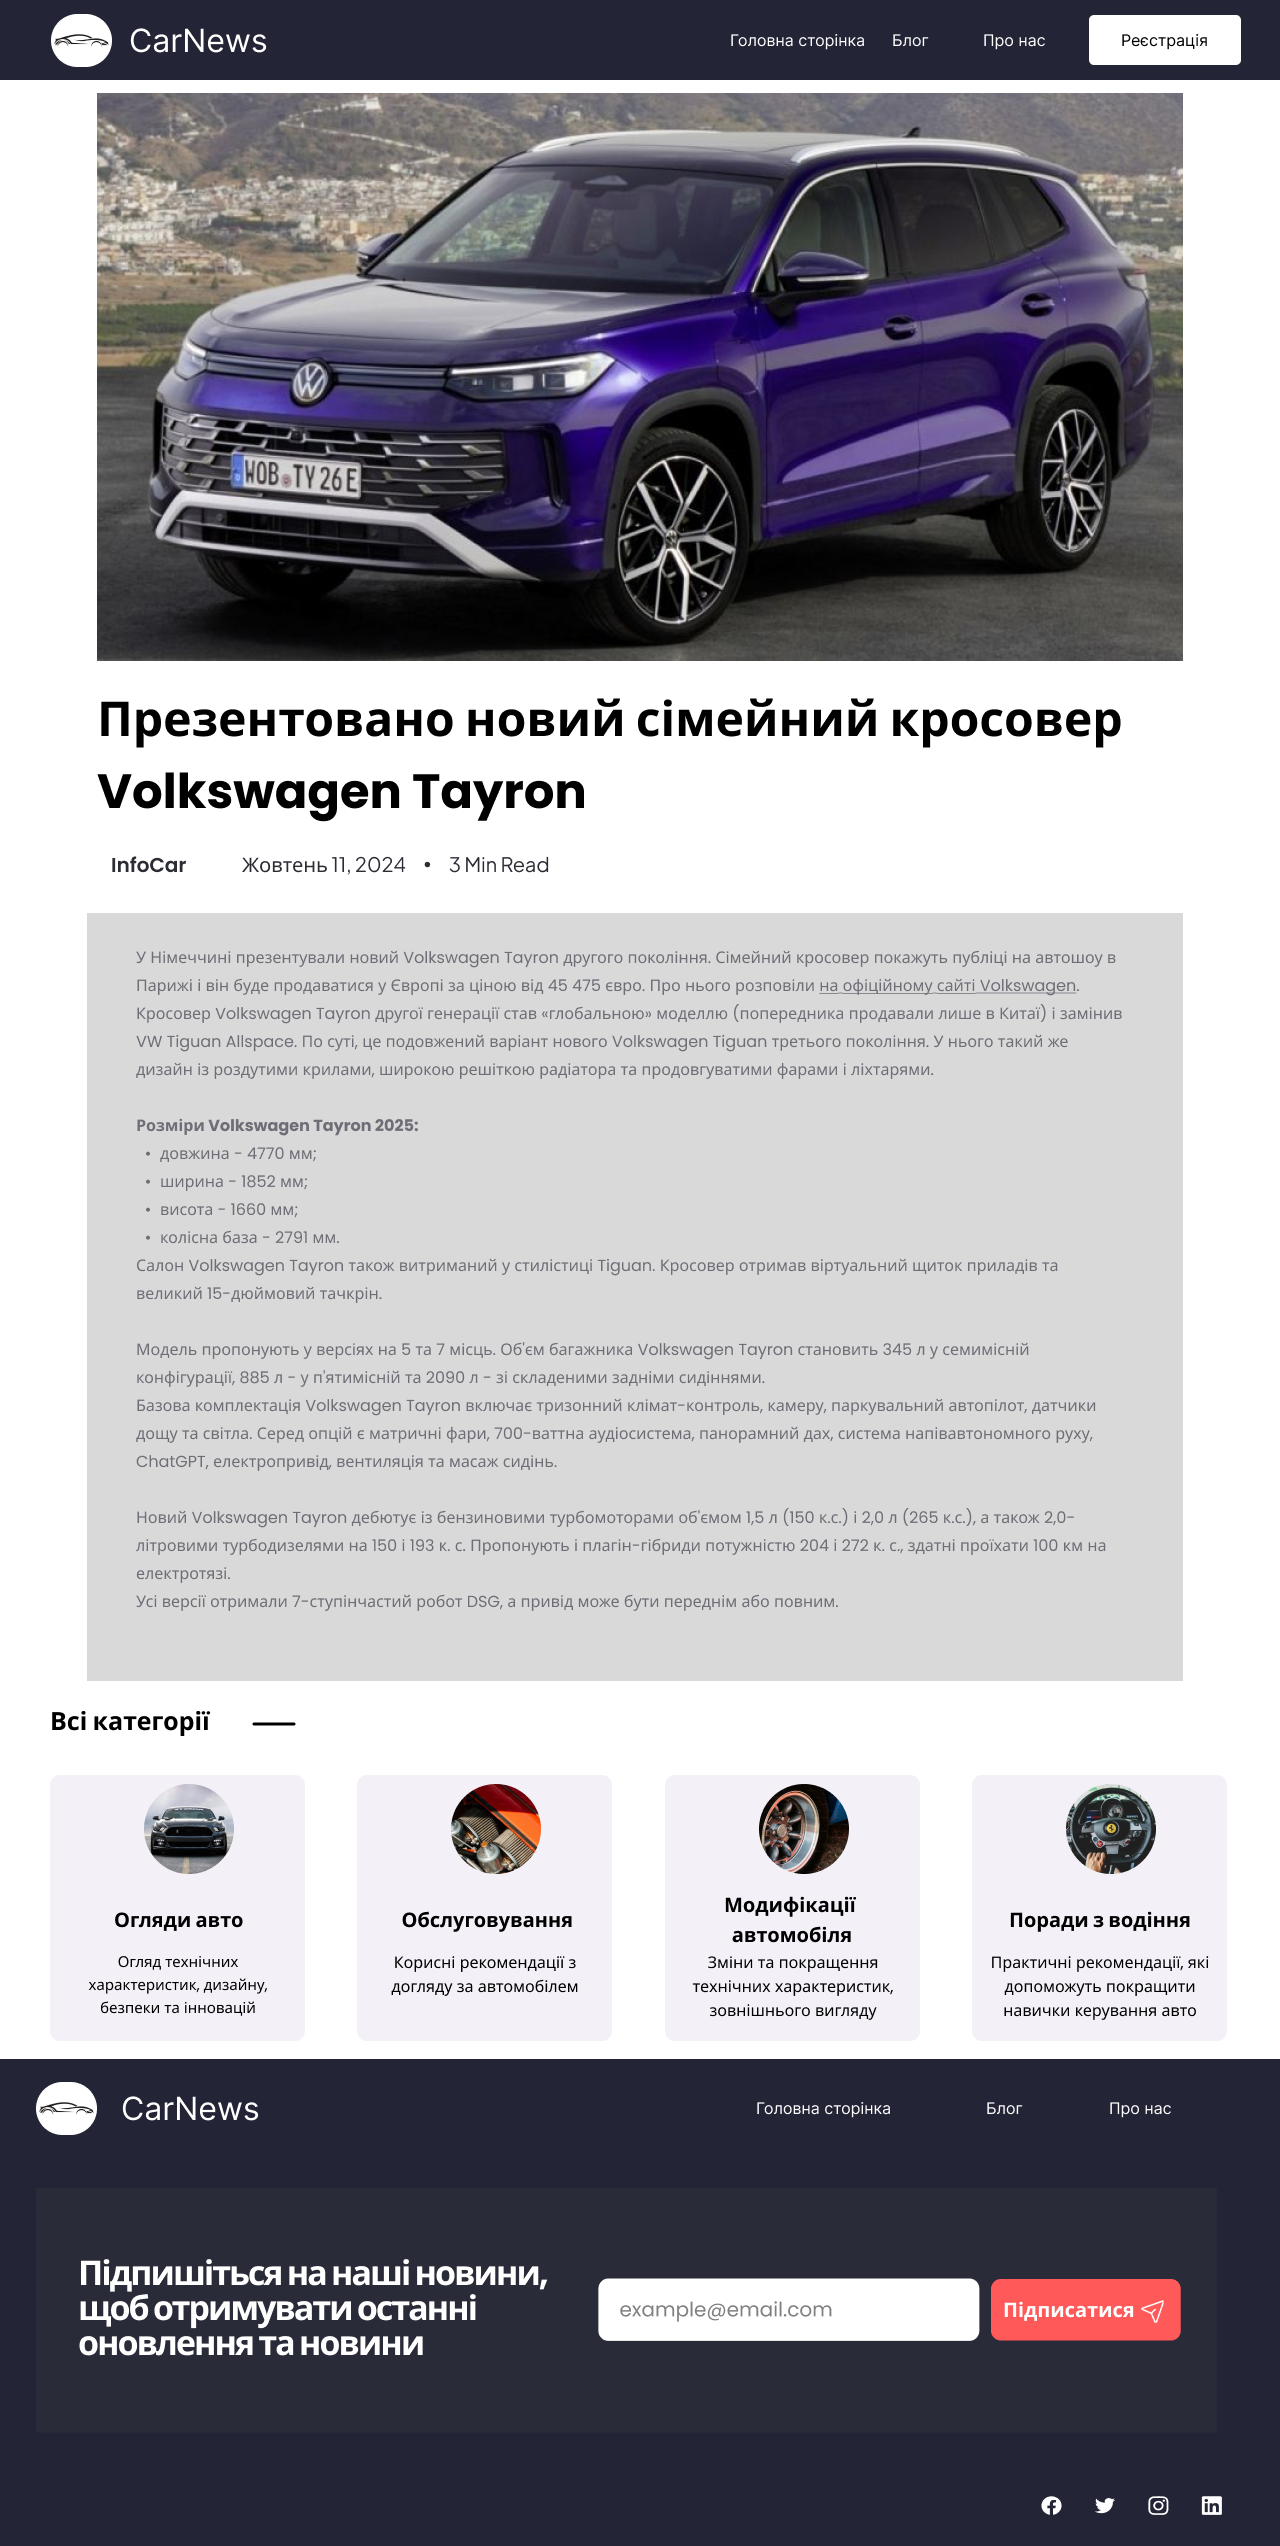 CarNews
Головна сторінка
Блог
Про нас
Реєстрація
WOB TY 26 E
Презентовано новий сімейний кросовер
Volkswagen Tayron
InfoCar
Жовтень 11, 2024 • 3 Min Read
У Німеччині презентували новий Volkswagen Tayron другого покоління. Сімейний кросовер покажуть публіці на автошоу в
Парижі і він буде продаватися у Європі за ціною від 45 475 євро. Про нього розповіли на офіційному сайті Volkswagen.
Кросовер Volkswagen Tayron другої генерації став «глобальною» моделлю (попередника продавали лише в Китаї) і замінив
VW Tiguan Allspace. По суті, це подовжений варіант нового Volkswagen Tiguan третього покоління. У нього такий же
дизайн із роздутими крилами, широкою решіткою радіатора та продовгуватими фарами і ліхтарями.
Розміри Volkswagen Tayron 2025:
• довжина - 4770 мм;
• ширина - 1852 мм;
• висота - 1660 мм;
• колісна база - 2791 мм.
Салон Volkswagen Tayron також витриманий у стилістиці Tiguan. Кросовер отримав віртуальний щиток приладів та
великий 15-дюймовий тачкрін.
Модель пропонують у версіях на 5 та 7 місць. Об'єм багажника Volkswagen Tayron становить 345 л у семимісній
конфігурації, 885 л - у п'ятимісній та 2090 л - зі складеними задніми сидіннями.
Базова комплектація Volkswagen Tayron включає тризонний клімат-контроль, камеру, паркувальний автопілот, датчики
дощу та світла. Серед опцій є матричні фари, 700-ваттна аудіосистема, панорамний дах, система напівавтономного руху,
ChatGPT, електропривід, вентиляція та масаж сидінь.
Новий Volkswagen Tayron дебютує із бензиновими турбомоторами об'ємом 1,5 л (150 к.с.) і 2,0 л (265 к.с.), а також 2,0-
літровими турбодизелями на 150 і 193 к. с. Пропонують і плагін-гібриди потужністю 204 і 272 к. с., здатні проїхати 100 км на
електротязі.
Усі версії отримали 7-ступінчастий робот DSG, а привід може бути переднім або повним.
Всі категорії
Огляди авто
Огляд технічних
характеристик, дизайну,
безпеки та інновацій
Обслуговування
Корисні рекомендації з
догляду за автомобілем
Модифікації
автомобіля
Зміни та покращення
технічних характеристик,
зовнішнього вигляду
Поради з водіння
Практичні рекомендації, які
допоможуть покращити
навички керування авто
CarNews
Головна сторінка
Блог
Про нас
Підпишіться на наші новини,
щоб отримувати останні
оновлення та новини
example@email.com
Підписатися